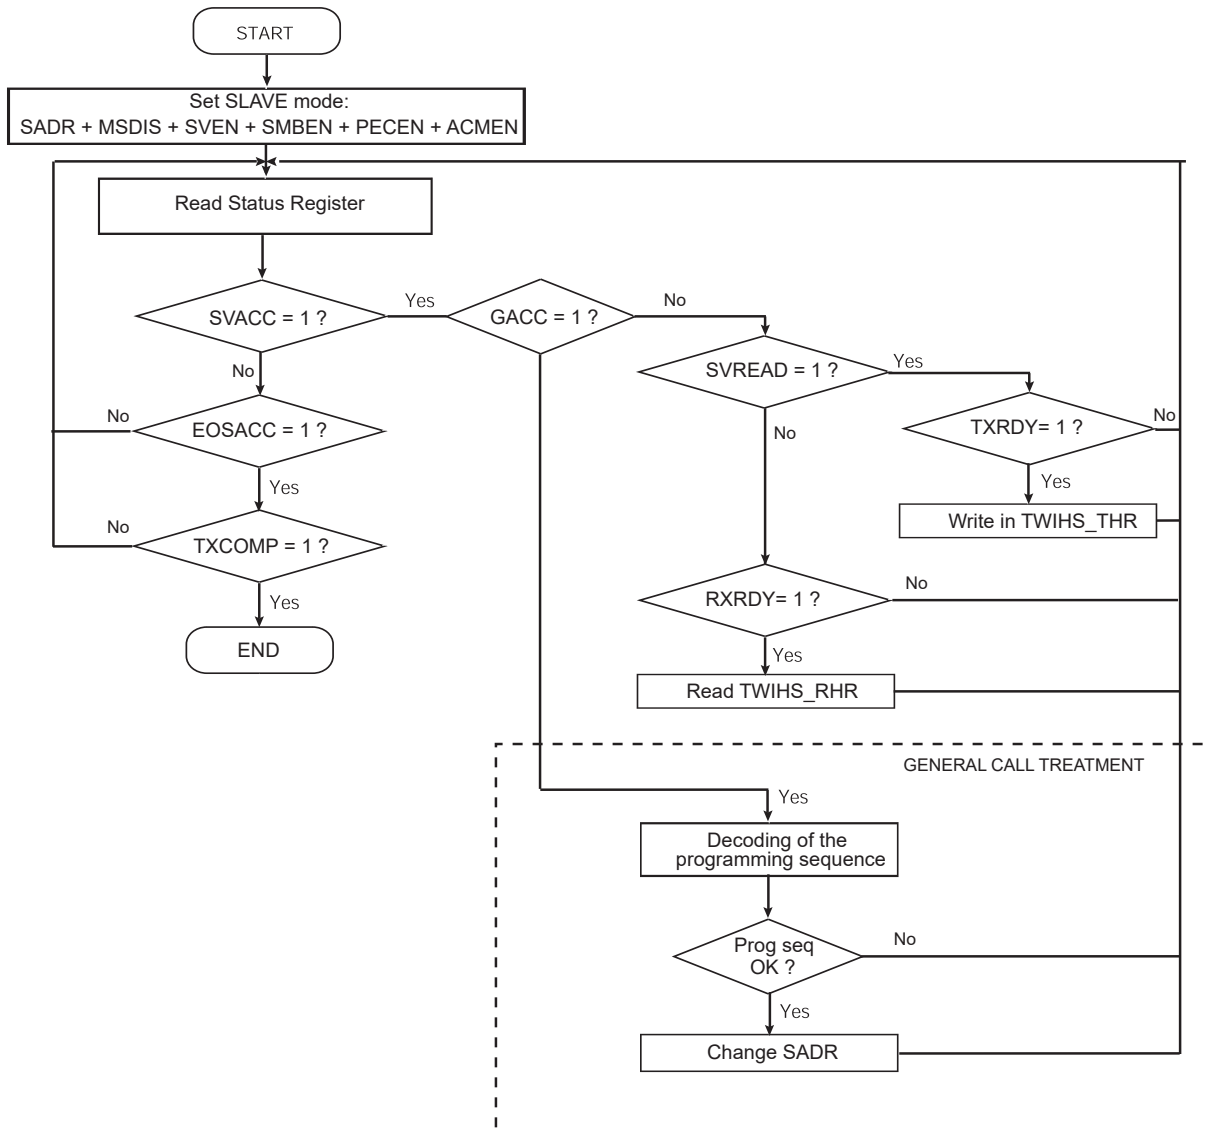 START
Set SLAVE mode:
SADR + MSDIS + SVEN + SMBEN + PECEN + ACMEN
Read Status Register
SVACC = 1 ?
Yes
GACC = 1 ?
No
SVREAD = 1 ?
Yes
No
EOSACC = 1 ?
No
TXRDY= 1 ?
No
No
Yes
Yes
Write in TWIHS_THR
No
TXCOMP = 1 ?
Yes
RXRDY= 1 ?
No
END
Yes
Read TWIHS_RHR
GENERAL CALL TREATMENT
Yes
Decoding of the
programming sequence
Prog seq
OK ?
No
Yes
Change SADR